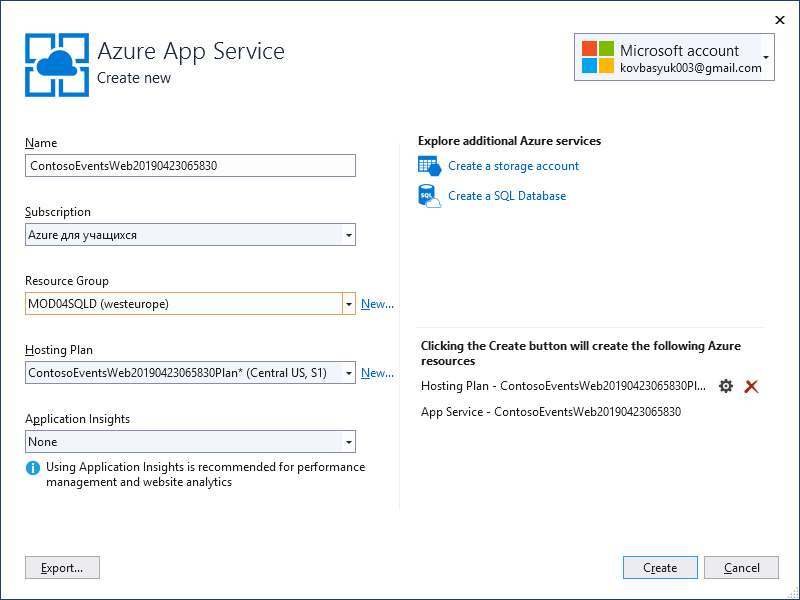 Azure App Service
Create new
Microsoft account
kovbasyuk003@gmail.com
Name
ContosoEventsWeb20190423065830
Subscription
Azure для учащихся
Resource Group
MOD04SQLD (westeurope)
New...
Hosting Plan
ContosoEventsWeb20190423065830Plan* (Central US, S1)
New...
Application Insights
None
Using Application Insights is recommended for performance
management and website analytics
Explore additional Azure services
Create a storage account
SQL
Create a SQL Database
Clicking the Create button will create the following Azure
resources
Hosting Plan - ContosoEventsWeb20190423065830Pl...
App Service - ContosoEventsWeb20190423065830
Export...
Create
Cancel